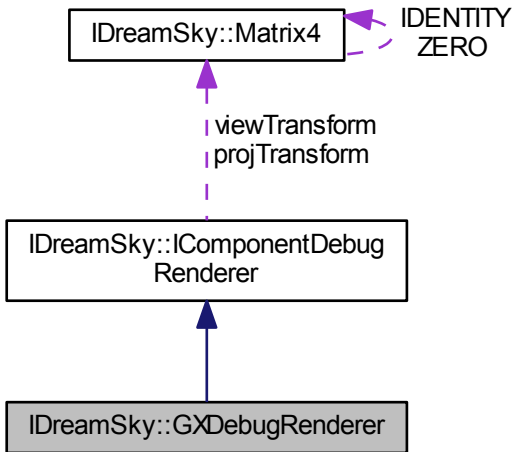 IDreamSky::Matrix4
IDENTITY
ZERO
viewTransform
projTransform
IDreamSky::IComponentDebug
Renderer
IDreamSky::GXDebugRenderer